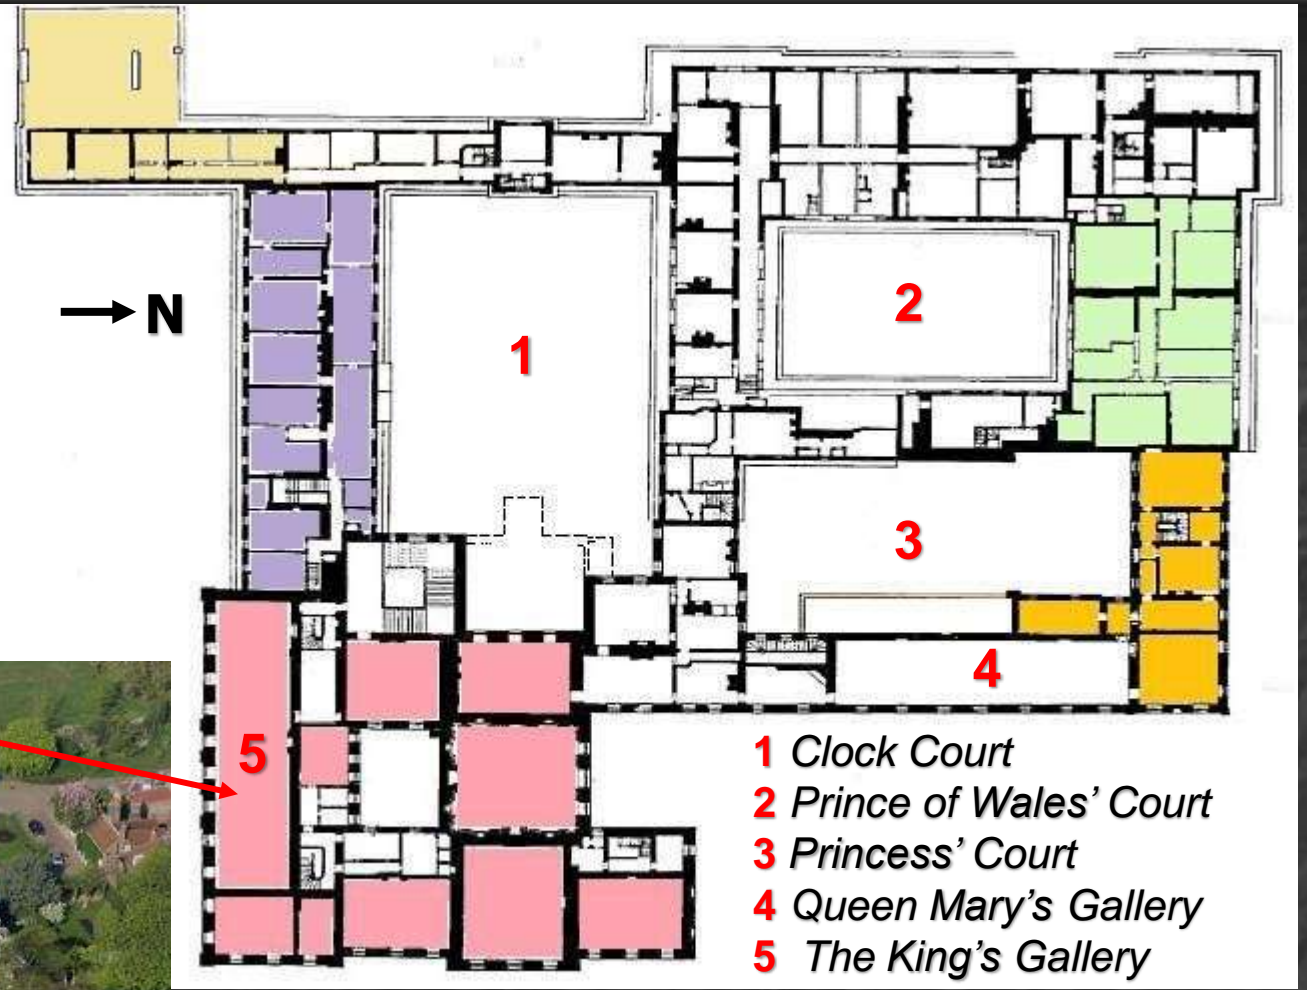 N
1
2
3
4
5
1 Clock Court
2 Prince of Wales’ Court
3 Princess’ Court
4 Queen Mary’s Gallery
5 The King’s Gallery